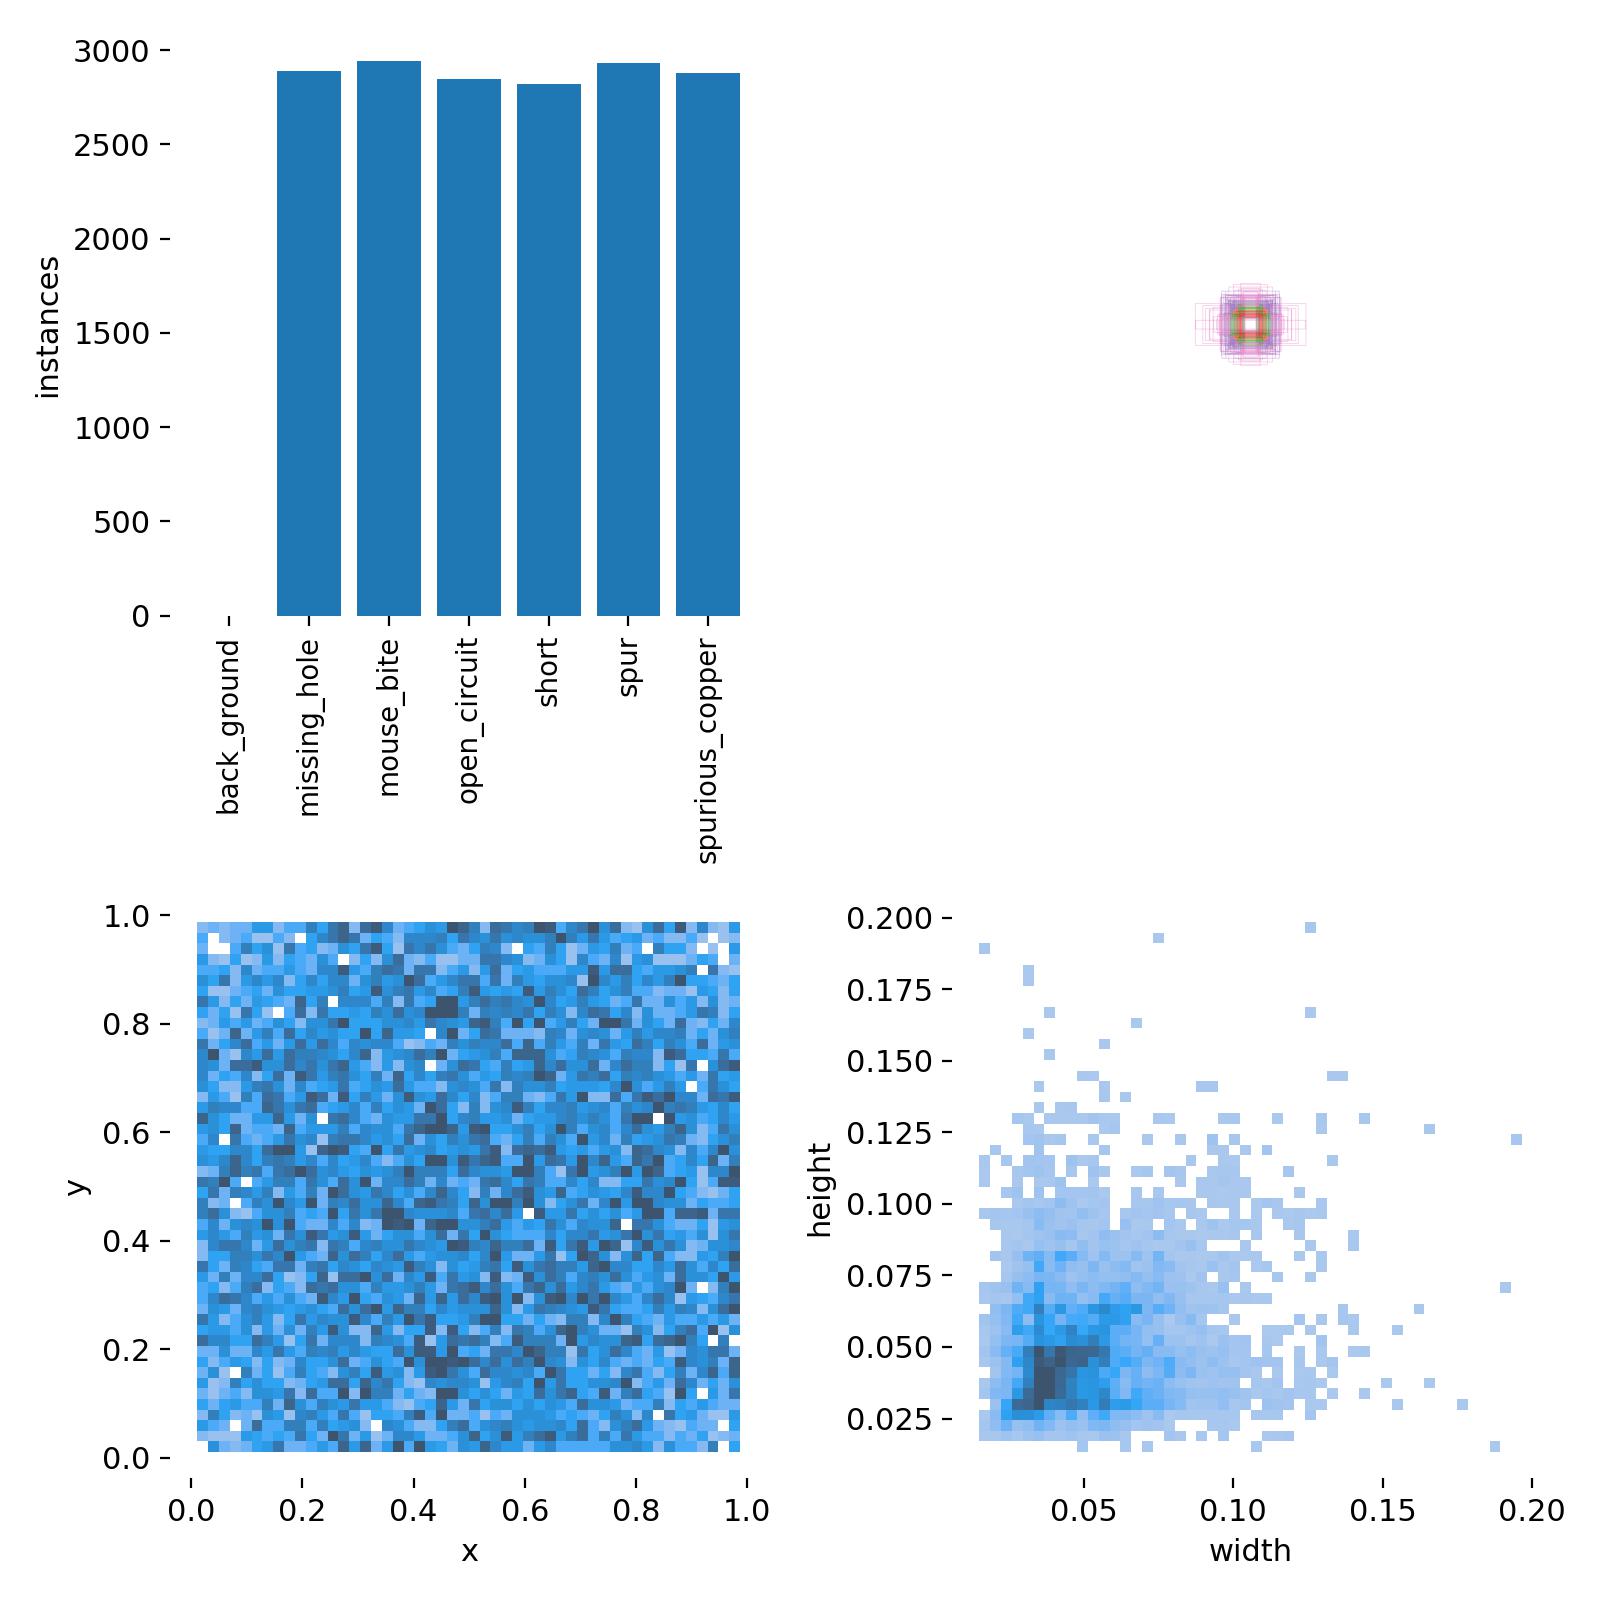 3000
2500
2000
1500
1000
500
0
instances
back_ground
missing_hole
mouse_bite
open_circuit
short
spur
spurious_copper
1.0
0.8
0.6
0.4
0.2
0.0
y
0.0 0.2 0.4 0.6 0.8 1.0
x
0.200
0.175
0.150
0.125
0.100
0.075
0.050
0.025
height
0.05 0.10 0.15 0.20
width